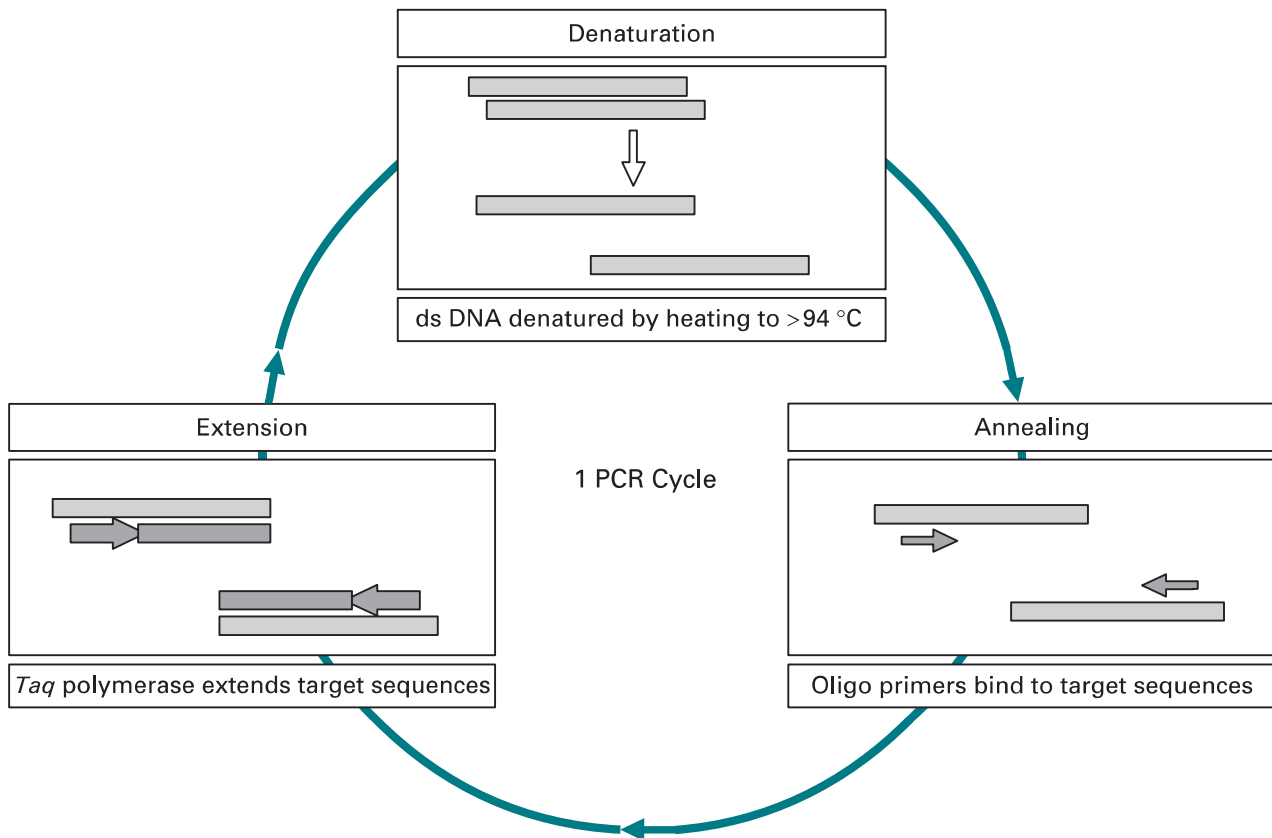 Denaturation
ds DNA denatured by heating to >94 °C
Extension
Annealing
1 PCR Cycle
Taq polymerase extends target sequences
Oligo primers bind to target sequences